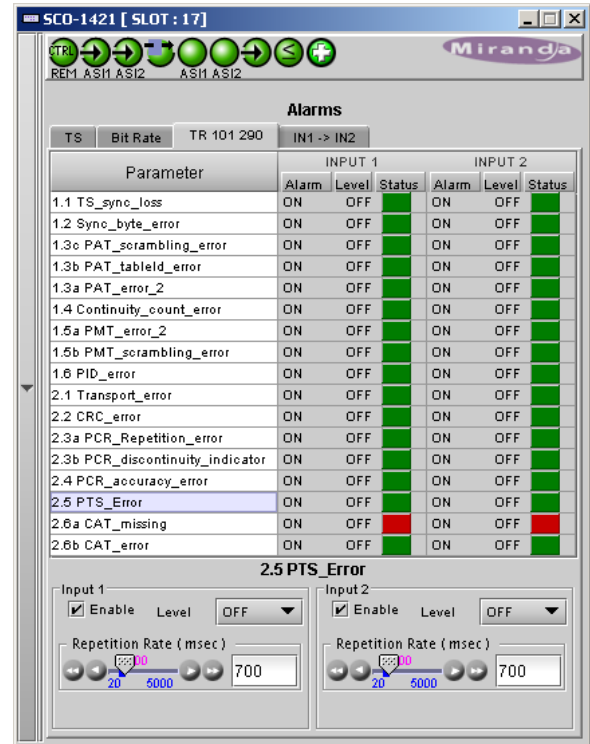 SCO-1421 [ SLOT : 17]
CTRL
REM ASI1 ASI2 ASI1 ASI2
Miranda
Alarms
TS Bit Rate TR 101 290 IN1 -> IN2
Parameter INPUT 1 INPUT 2
Alarm Level Status Alarm Level Status
1.1 TS_sync_loss ON OFF ON OFF
1.2 Sync_byte_error ON OFF ON OFF
1.3c PAT_scrambling_error ON OFF ON OFF
1.3b PAT_tableId_error ON OFF ON OFF
1.3a PAT_error_2 ON OFF ON OFF
1.4 Continuity_count_error ON OFF ON OFF
1.5a PMT_error_2 ON OFF ON OFF
1.5b PMT_scrambling_error ON OFF ON OFF
1.6 PID_error ON OFF ON OFF
2.1 Transport_error ON OFF ON OFF
2.2 CRC_error ON OFF ON OFF
2.3a PCR_Repetition_error ON OFF ON OFF
2.3b PCR_discontinuity_indicator ON OFF ON OFF
2.4 PCR_accuracy_error ON OFF ON OFF
2.5 PTS_Error ON OFF ON OFF
2.6a CAT_missing ON OFF ON OFF
2.6b CAT_error ON OFF ON OFF
2.5 PTS_Error
Input 1 Input 2
Enable Level OFF Enable Level OFF
Repetition Rate ( msec ) Repetition Rate ( msec )
700 700
20 5000 20 5000